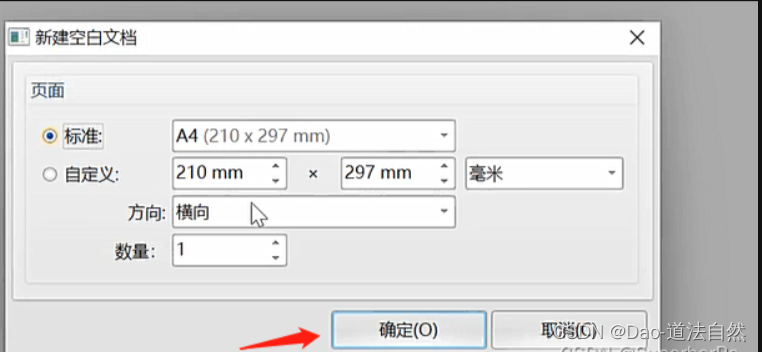 新建空白文档
页面
标准: A4 (210 x 297 mm)
自定义: 210 mm × 297 mm 毫米
方向: 横向
数量: 1
确定(O) 取消(C)
CSDN @Dao-道法自然